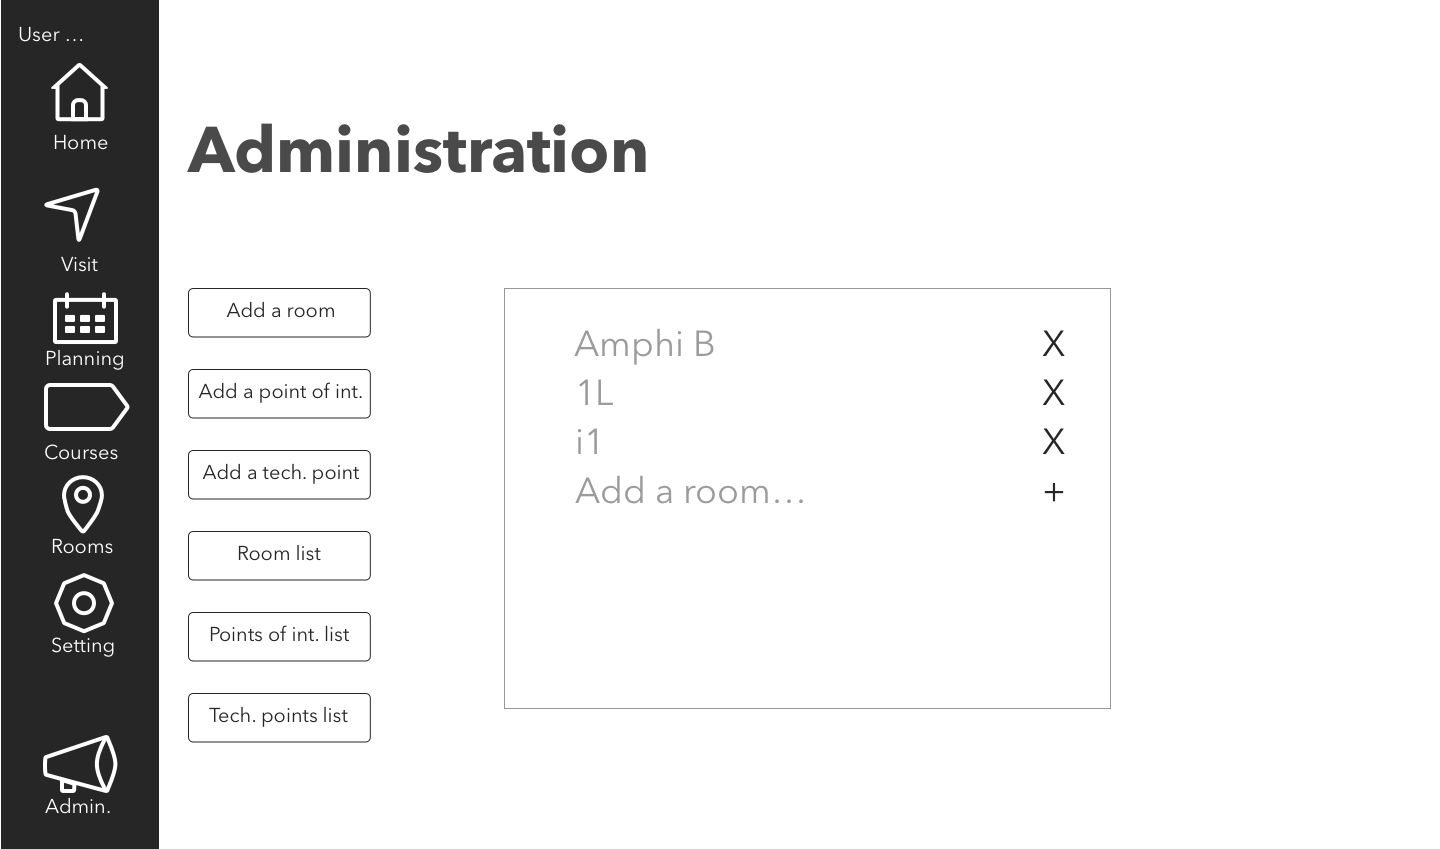 User …
Home
Visit
Planning
Courses
Rooms
Setting
Admin.
Administration
Add a room
Add a point of int.
Add a tech. point
Room list
Points of int. list
Tech. points list
Amphi B X
1L X
i1 X
Add a room… +